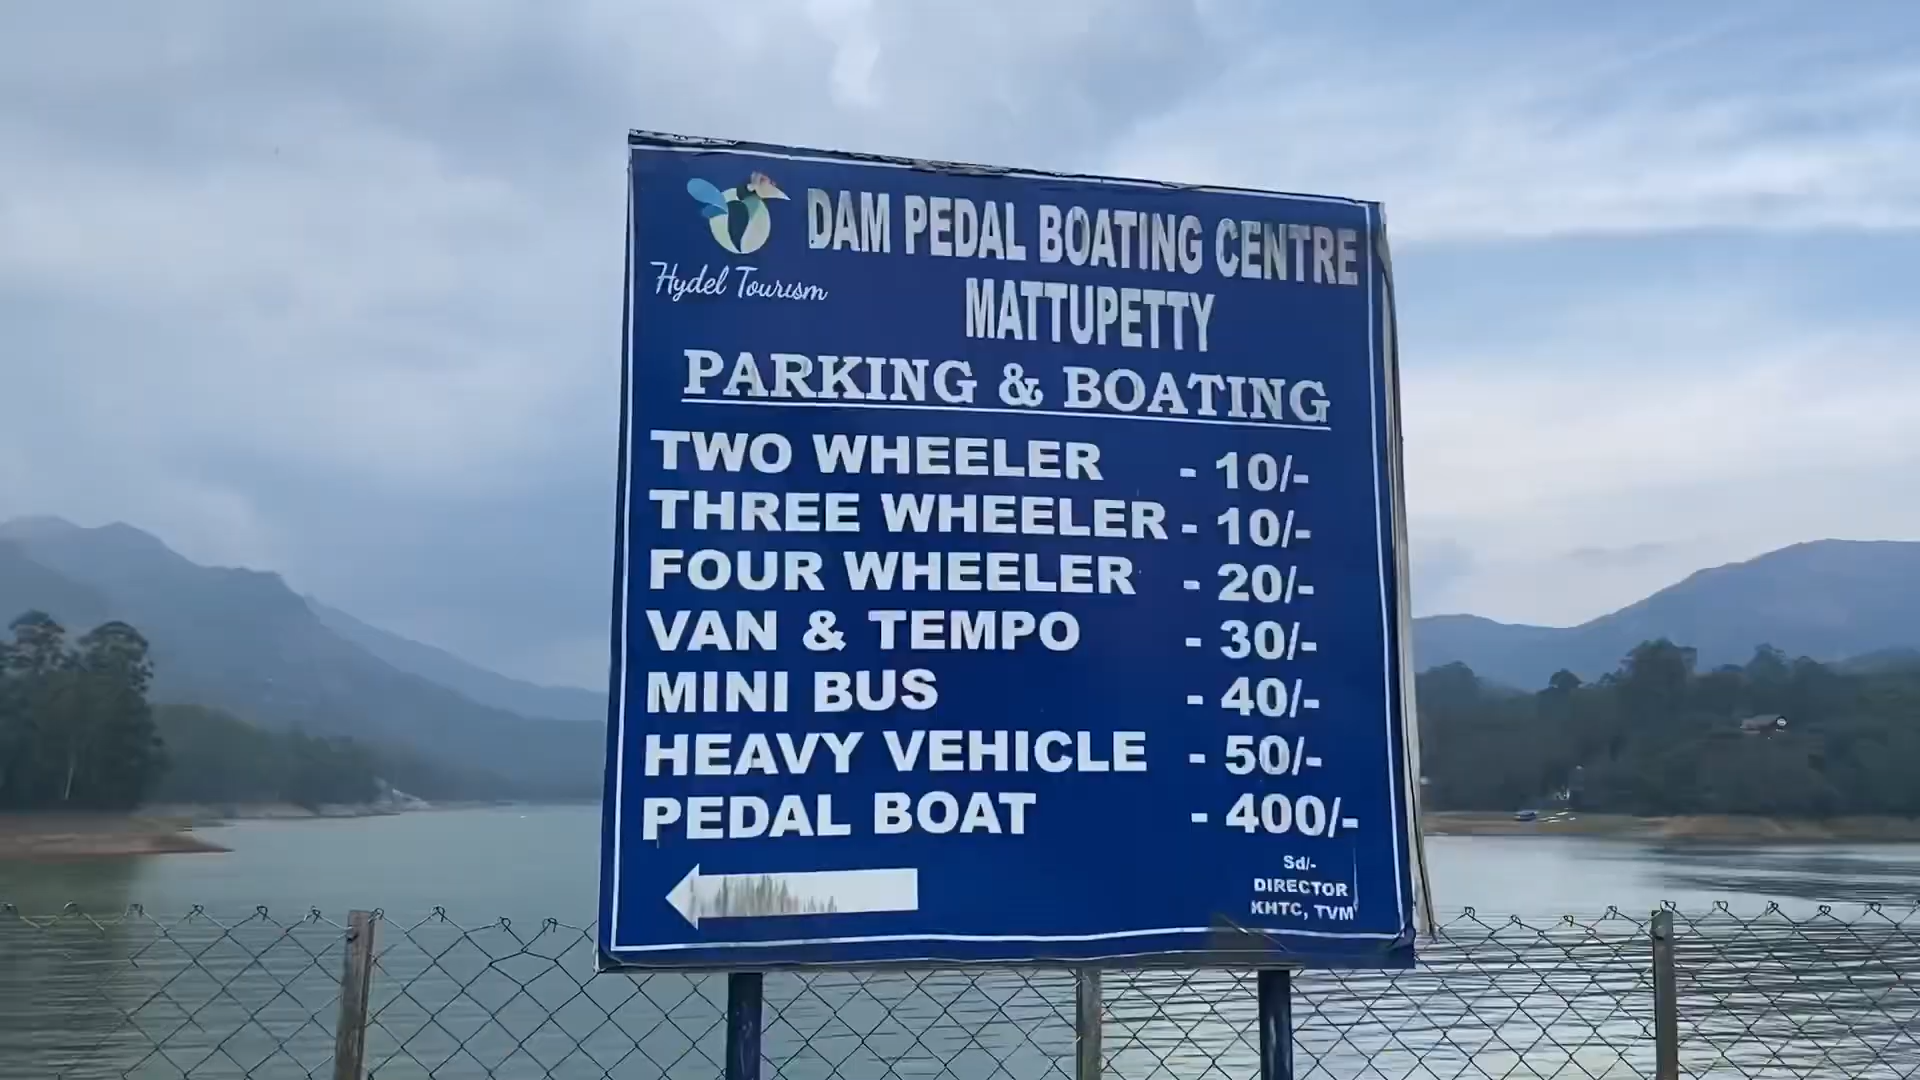 DAM PEDAL BOATING CENTRE
Hydel Tourism
MATTUPETTY
PARKING & BOATING
TWO WHEELER - 10/-
THREE WHEELER - 10/-
FOUR WHEELER - 20/-
VAN & TEMPO - 30/-
MINI BUS - 40/-
HEAVY VEHICLE - 50/-
PEDAL BOAT - 400/-
Sd/-
DIRECTOR
KHTC, TVM